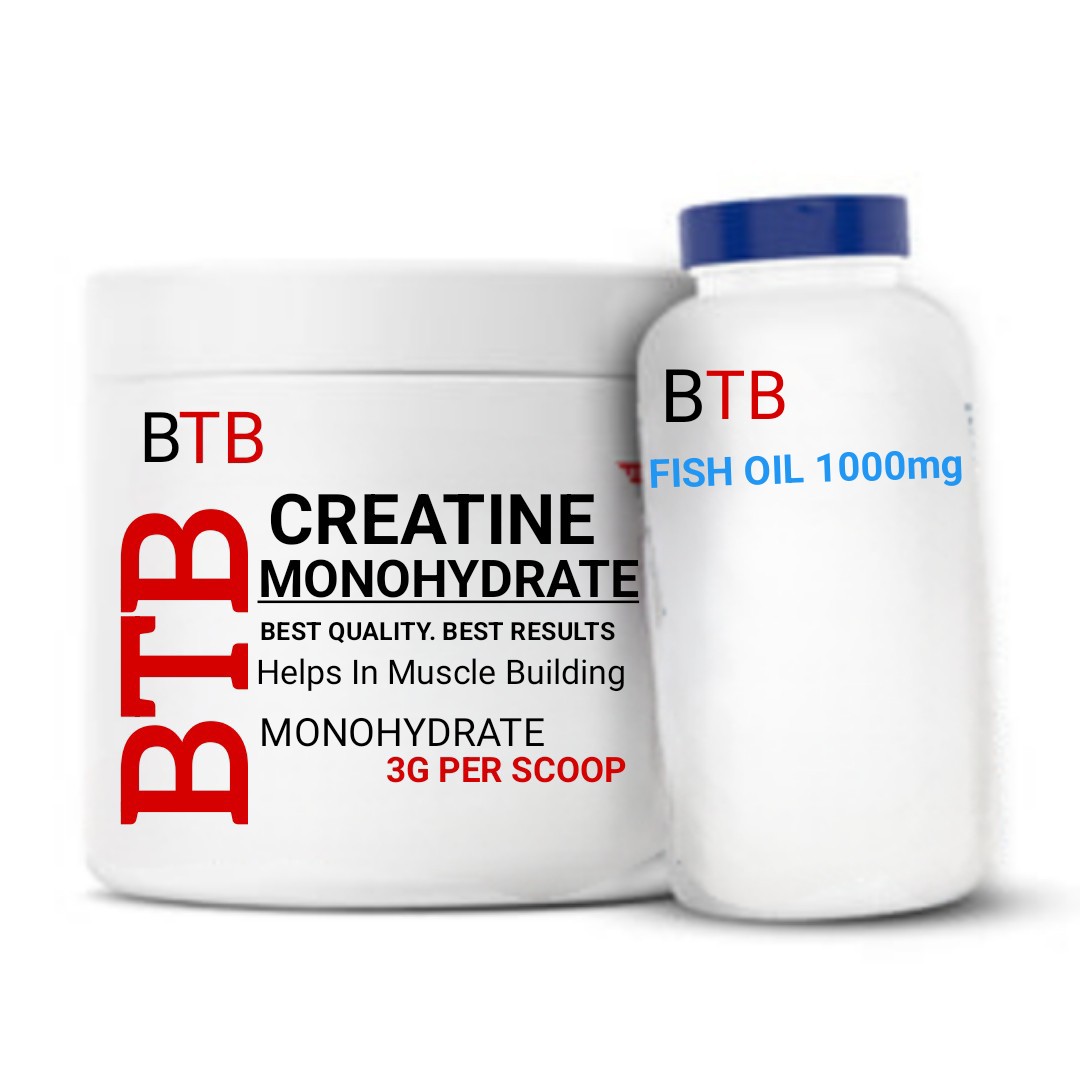 BTB
BTB
CREATINE
MONOHYDRATE
BEST QUALITY. BEST RESULTS
Helps In Muscle Building
MONOHYDRATE
3G PER SCOOP
BTB
FISH OIL 1000mg